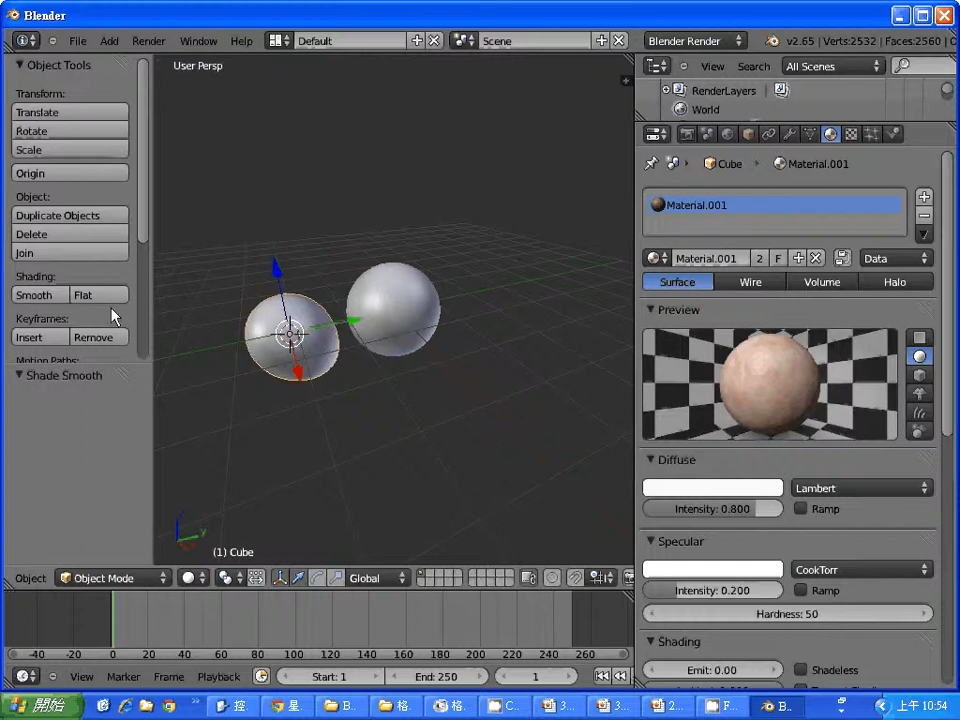 Blender
File Add Render Window Help Default Scene Blender Render v2.65 | Verts:2532 | Faces:2560 | O
Object Tools
Transform:
Translate
Rotate
Scale
Origin
Object:
Duplicate Objects
Delete
Join
Shading:
Smooth Flat
Keyframes:
Insert Remove
Motion Paths:
Shade Smooth
User Persp
(1) Cube
z
y
View Search All Scenes
RenderLayers
World
Cube Material.001
Material.001
Material.001 2 F Data
Surface Wire Volume Halo
Preview
Diffuse
Lambert
Intensity: 0.800 Ramp
Specular
CookTorr
Intensity: 0.200 Ramp
Hardness: 50
Shading
Emit: 0.00 Shadeless
Object Object Mode Global
-40 -20 0 20 40 60 80 100 120 140 160 180 200 220 240 260
View Marker Frame Playback Start: 1 End: 250 1
開始 控 星 B.. 格 格. C.. 3.. 3.. 2.. F.. B.. 上午 10:54